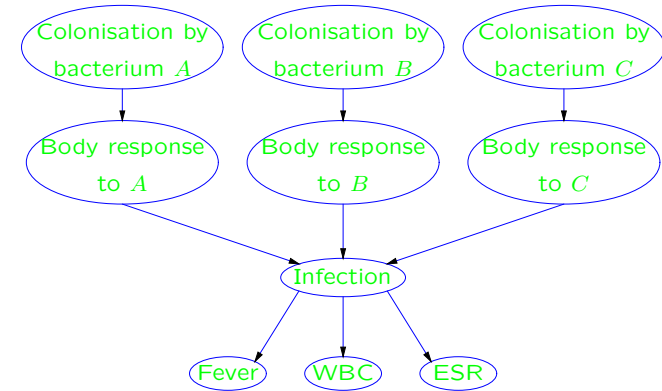 Colonisation by
bacterium A
Colonisation by
bacterium B
Colonisation by
bacterium C
Body response
to A
Body response
to B
Body response
to C
Infection
Fever
WBC
ESR